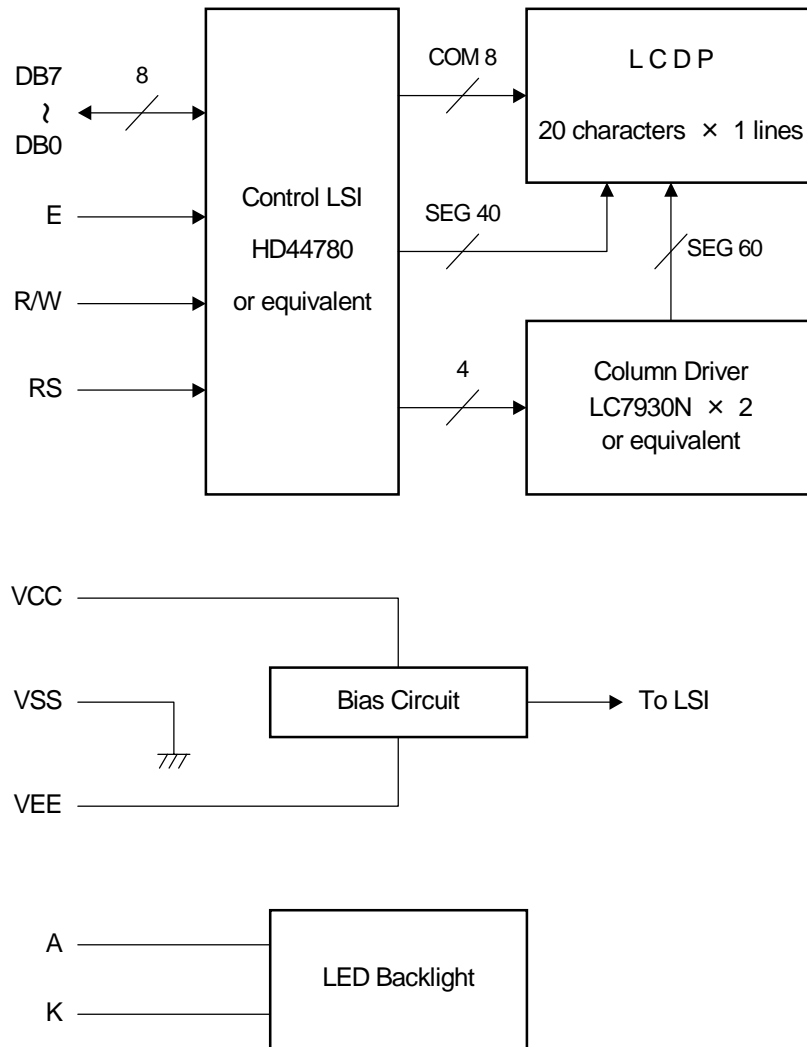 DB7
~
DB0
8
E
R/W
RS
Control LSI
HD44780
or equivalent
COM 8
SEG 40
4
L C D P
20 characters × 1 lines
SEG 60
Column Driver
LC7930N × 2
or equivalent
VCC
VSS
VEE
Bias Circuit
To LSI
A
K
LED Backlight